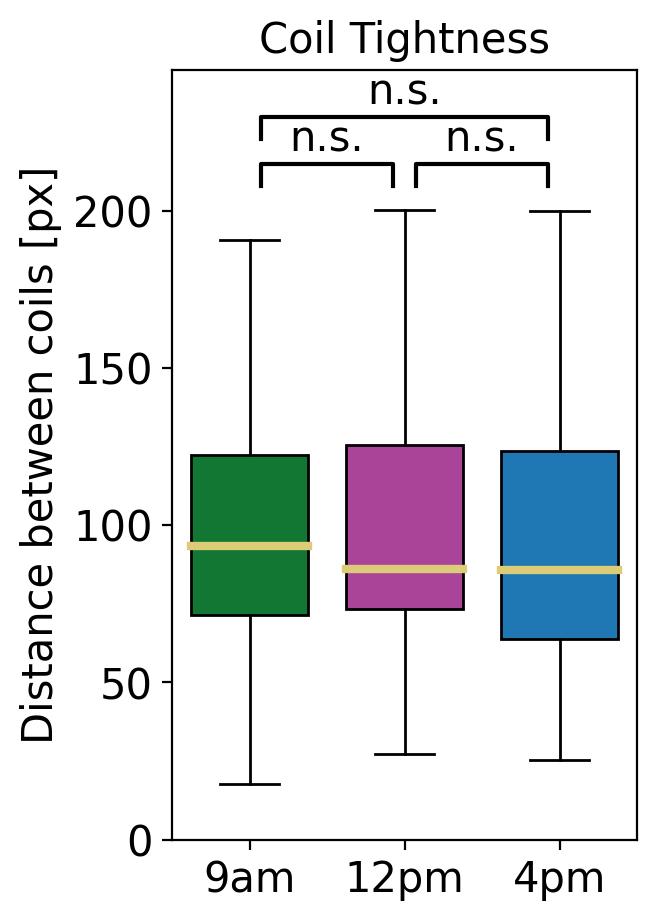 Coil Tightness
n.s.
n.s. n.s.
Distance between coils [px]
200
150
100
50
0
9am 12pm 4pm